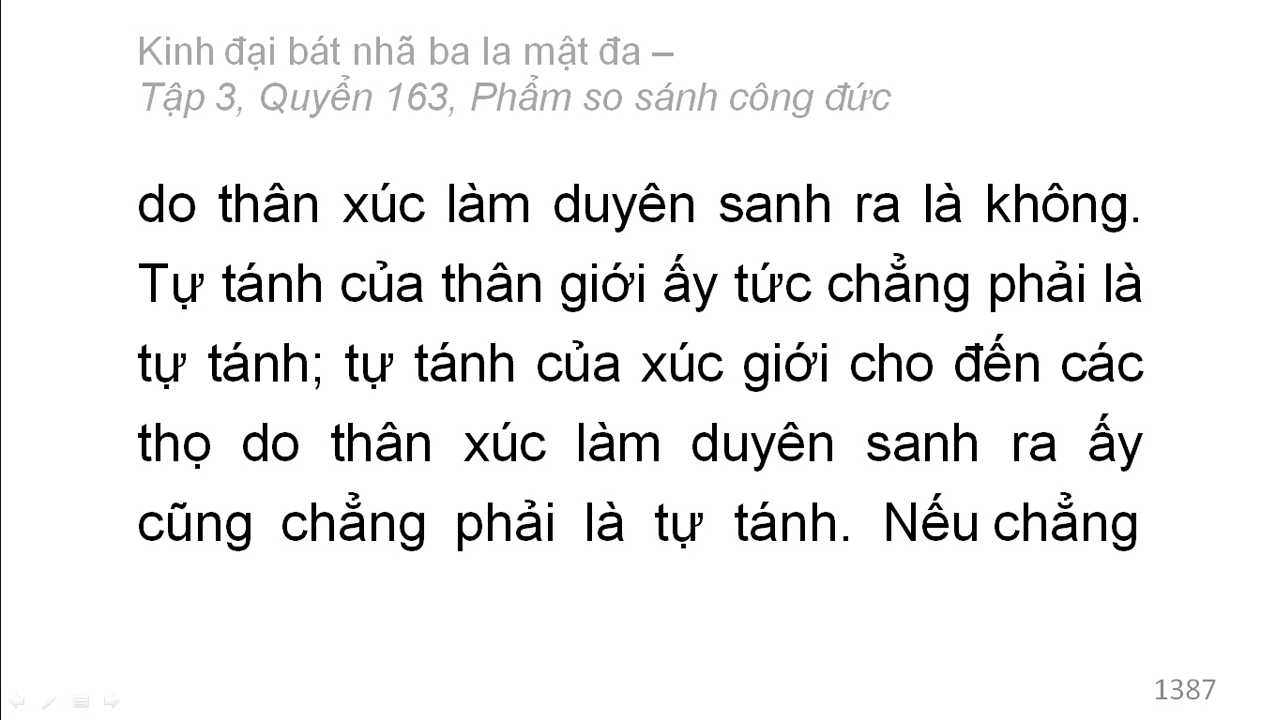 Kinh đại bát nhã ba la mật đa –
Tập 3, Quyển 163, Phẩm so sánh công đức
do thân xúc làm duyên sanh ra là không.
Tự tánh của thân giới ấy tức chẳng phải là
tự tánh; tự tánh của xúc giới cho đến các
thọ do thân xúc làm duyên sanh ra ấy
cũng chẳng phải là tự tánh. Nếu chẳng
1387